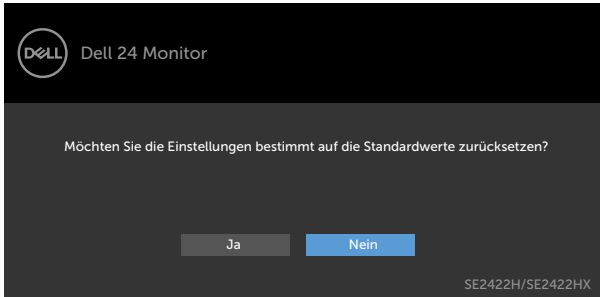 DELL
Dell 24 Monitor
Möchten Sie die Einstellungen bestimmt auf die Standardwerte zurücksetzen?
Ja
Nein
SE2422H/SE2422HX